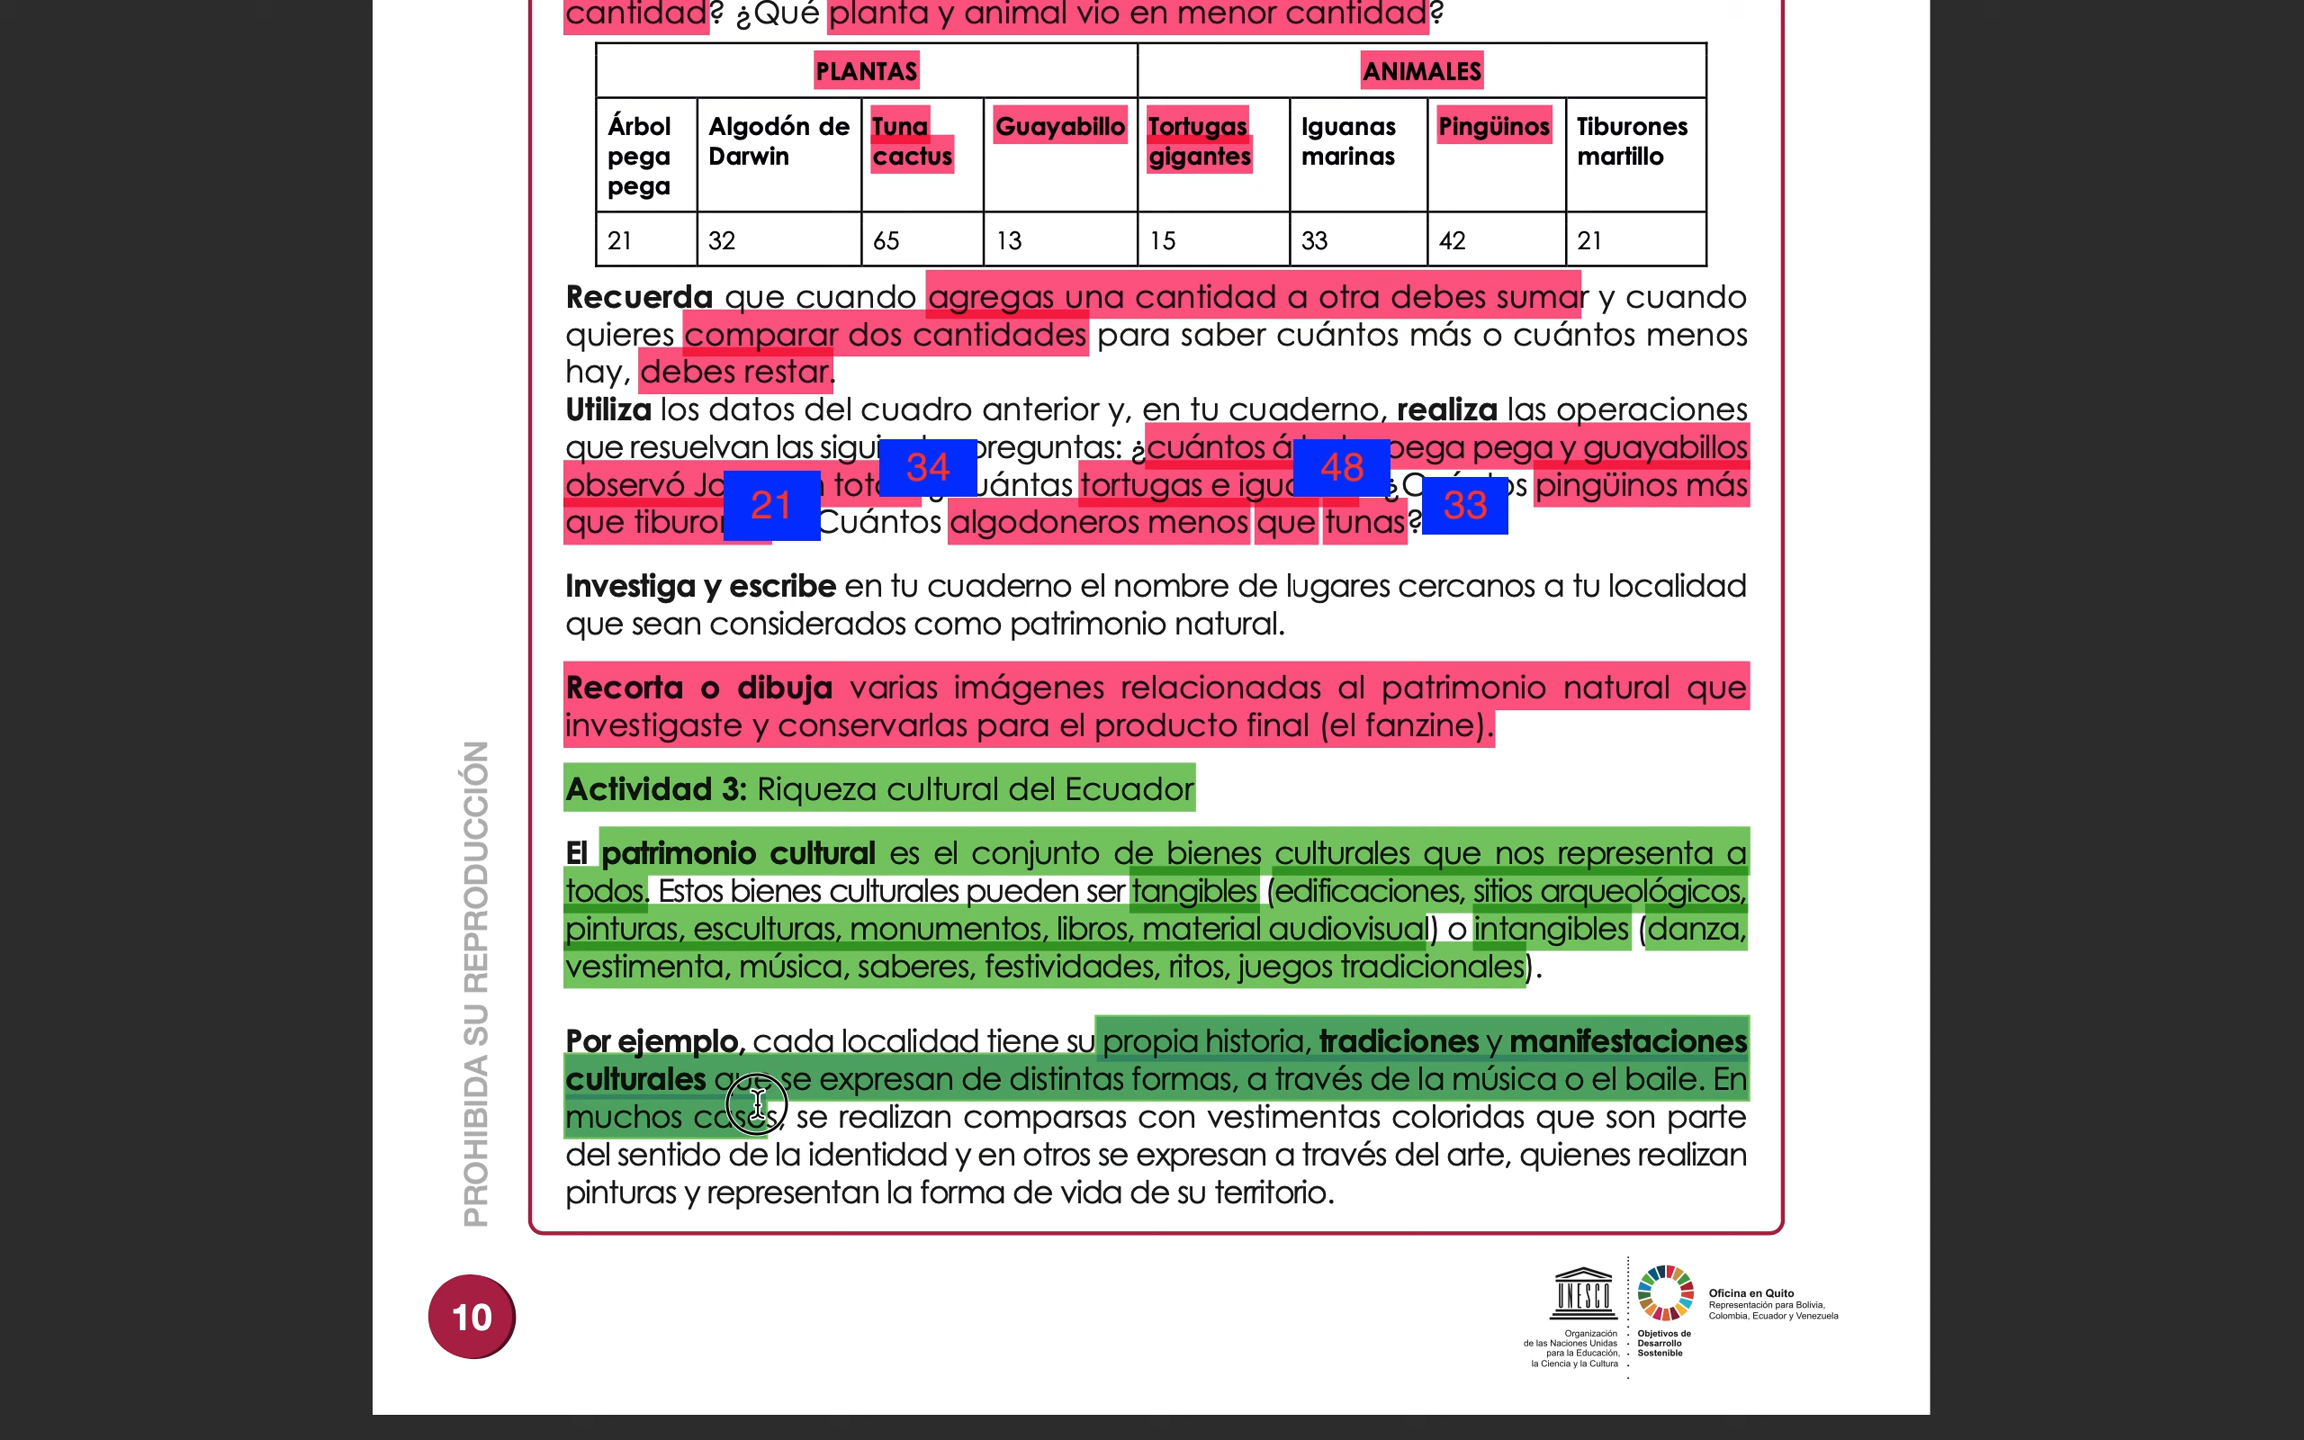 cantidad? ¿Qué planta y animal vio en menor cantidad?
PLANTAS ANIMALES
Árbol pega pega
Algodón de Darwin
Tuna cactus
Guayabillo
Tortugas gigantes
Iguanas marinas
Pingüinos
Tiburones martillo
21 32 65 13 15 33 42 21
Recuerda que cuando agregas una cantidad a otra debes sumar y cuando
quieres comparar dos cantidades para saber cuántos más o cuántos menos
hay, debes restar.
Utiliza los datos del cuadro anterior y, en tu cuaderno, realiza las operaciones
que resuelvan las preguntas: ¿cuántos pega pega y guayabillos
34 48
observó tortugas e pingüinos más
21 33
que Cuántos algodoneros menos que tunas?
Investiga y escribe en tu cuaderno el nombre de lugares cercanos a tu localidad
que sean considerados como patrimonio natural.
Recorta o dibuja varias imágenes relacionadas al patrimonio natural que
investigaste y conservarlas para el producto final (el fanzine).
Actividad 3: Riqueza cultural del Ecuador
El patrimonio cultural es el conjunto de bienes culturales que nos representa a
todos. Estos bienes culturales pueden ser tangibles (edificaciones, sitios arqueológicos,
pinturas, esculturas, monumentos, libros, material audiovisual) o intangibles (danza,
vestimenta, música, saberes, festividades, ritos, juegos tradicionales).
Por ejemplo, cada localidad tiene su propia historia, tradiciones y manifestaciones
culturales que se expresan de distintas formas, a través de la música o el baile. En
muchos casos, se realizan comparsas con vestimentas coloridas que son parte
del sentido de la identidad y en otros se expresan a través del arte, quienes realizan
pinturas y representan la forma de vida de su territorio.
PROHIBIDA SU REPRODUCCIÓN
10
UNESCO
Organización
de las Naciones Unidas
para la Educación,
la Ciencia y la Cultura
Objetivos de
Desarrollo
Sostenible
Oficina en Quito
Representación para Bolivia,
Colombia, Ecuador y Venezuela